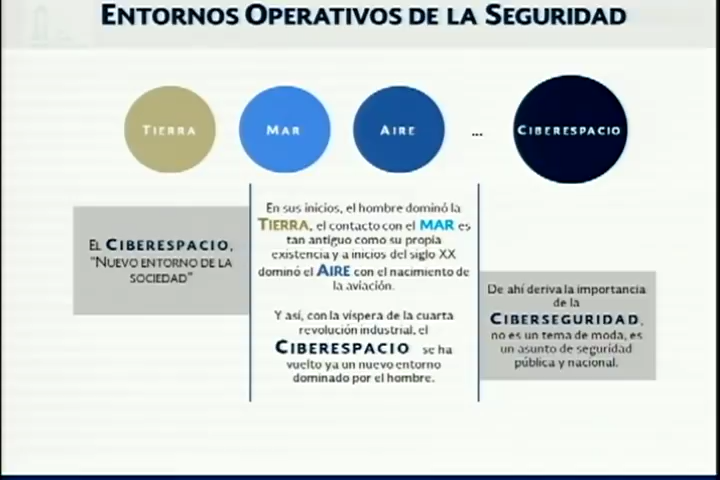 ENTORNOS OPERATIVOS DE LA SEGURIDAD
TIERRA
MAR
AIRE
...
CIBERESPACIO
EL CIBERESPACIO,
"NUEVO ENTORNO DE LA
SOCIEDAD"
En sus inicios, el hombre dominó la
TIERRA, el contacto con el MAR es
tan antiguo como su propia
existencia y a inicios del siglo XX
dominó el AIRE con el nacimiento de
la aviación.
Y así, con la víspera de la cuarta
revolución industrial, el
CIBERESPACIO se ha
vuelto ya un nuevo entorno
dominado por el hombre.
De ahí deriva la importancia
de la
CIBERSEGURIDAD,
no es un tema de moda, es
un asunto de seguridad
pública y nacional.